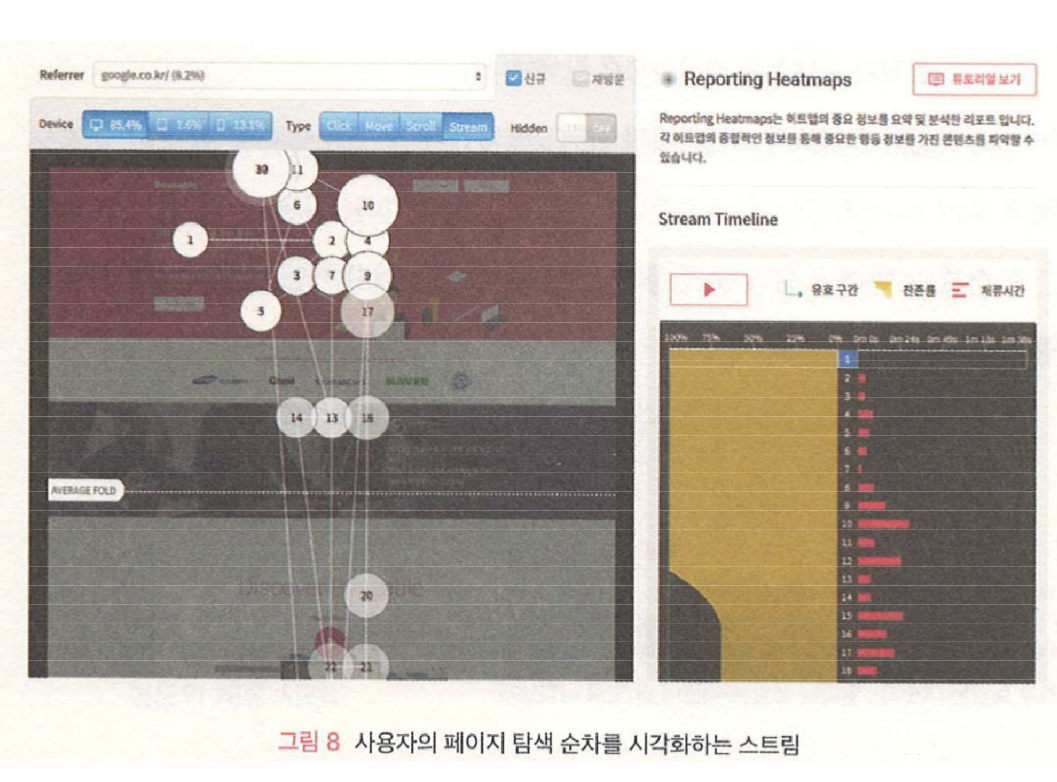 Referrer google.co.kr/ (8.2%) 신규 재방문
Device 85.4% 1.6% 13.1% Type Click Move Scroll Stream Hidden OFF
11
6 10
1 2 4
3 7 9
5 17
NAVER
14 13 18
AVERAGE FOLD
20
22 21
Reporting Heatmaps 튜토리얼 보기
Reporting Heatmaps는 히트맵의 중요 정보를 요약 및 분석한 리포트 입니다.
각 히트맵의 종합적인 정보를 통해 중요한 행동 정보를 가진 콘텐츠를 파악할 수
있습니다.
Stream Timeline
유효구간 잔존률 체류시간
100% 75% 50% 25% 0% 0m 0s 0m 24s 0m 49s 1m 13s 1m 38s
1
2
3
4
5
6
7
8
9
10
11
12
13
14
15
16
17
18
그림 8 사용자의 페이지 탐색 순차를 시각화하는 스트림